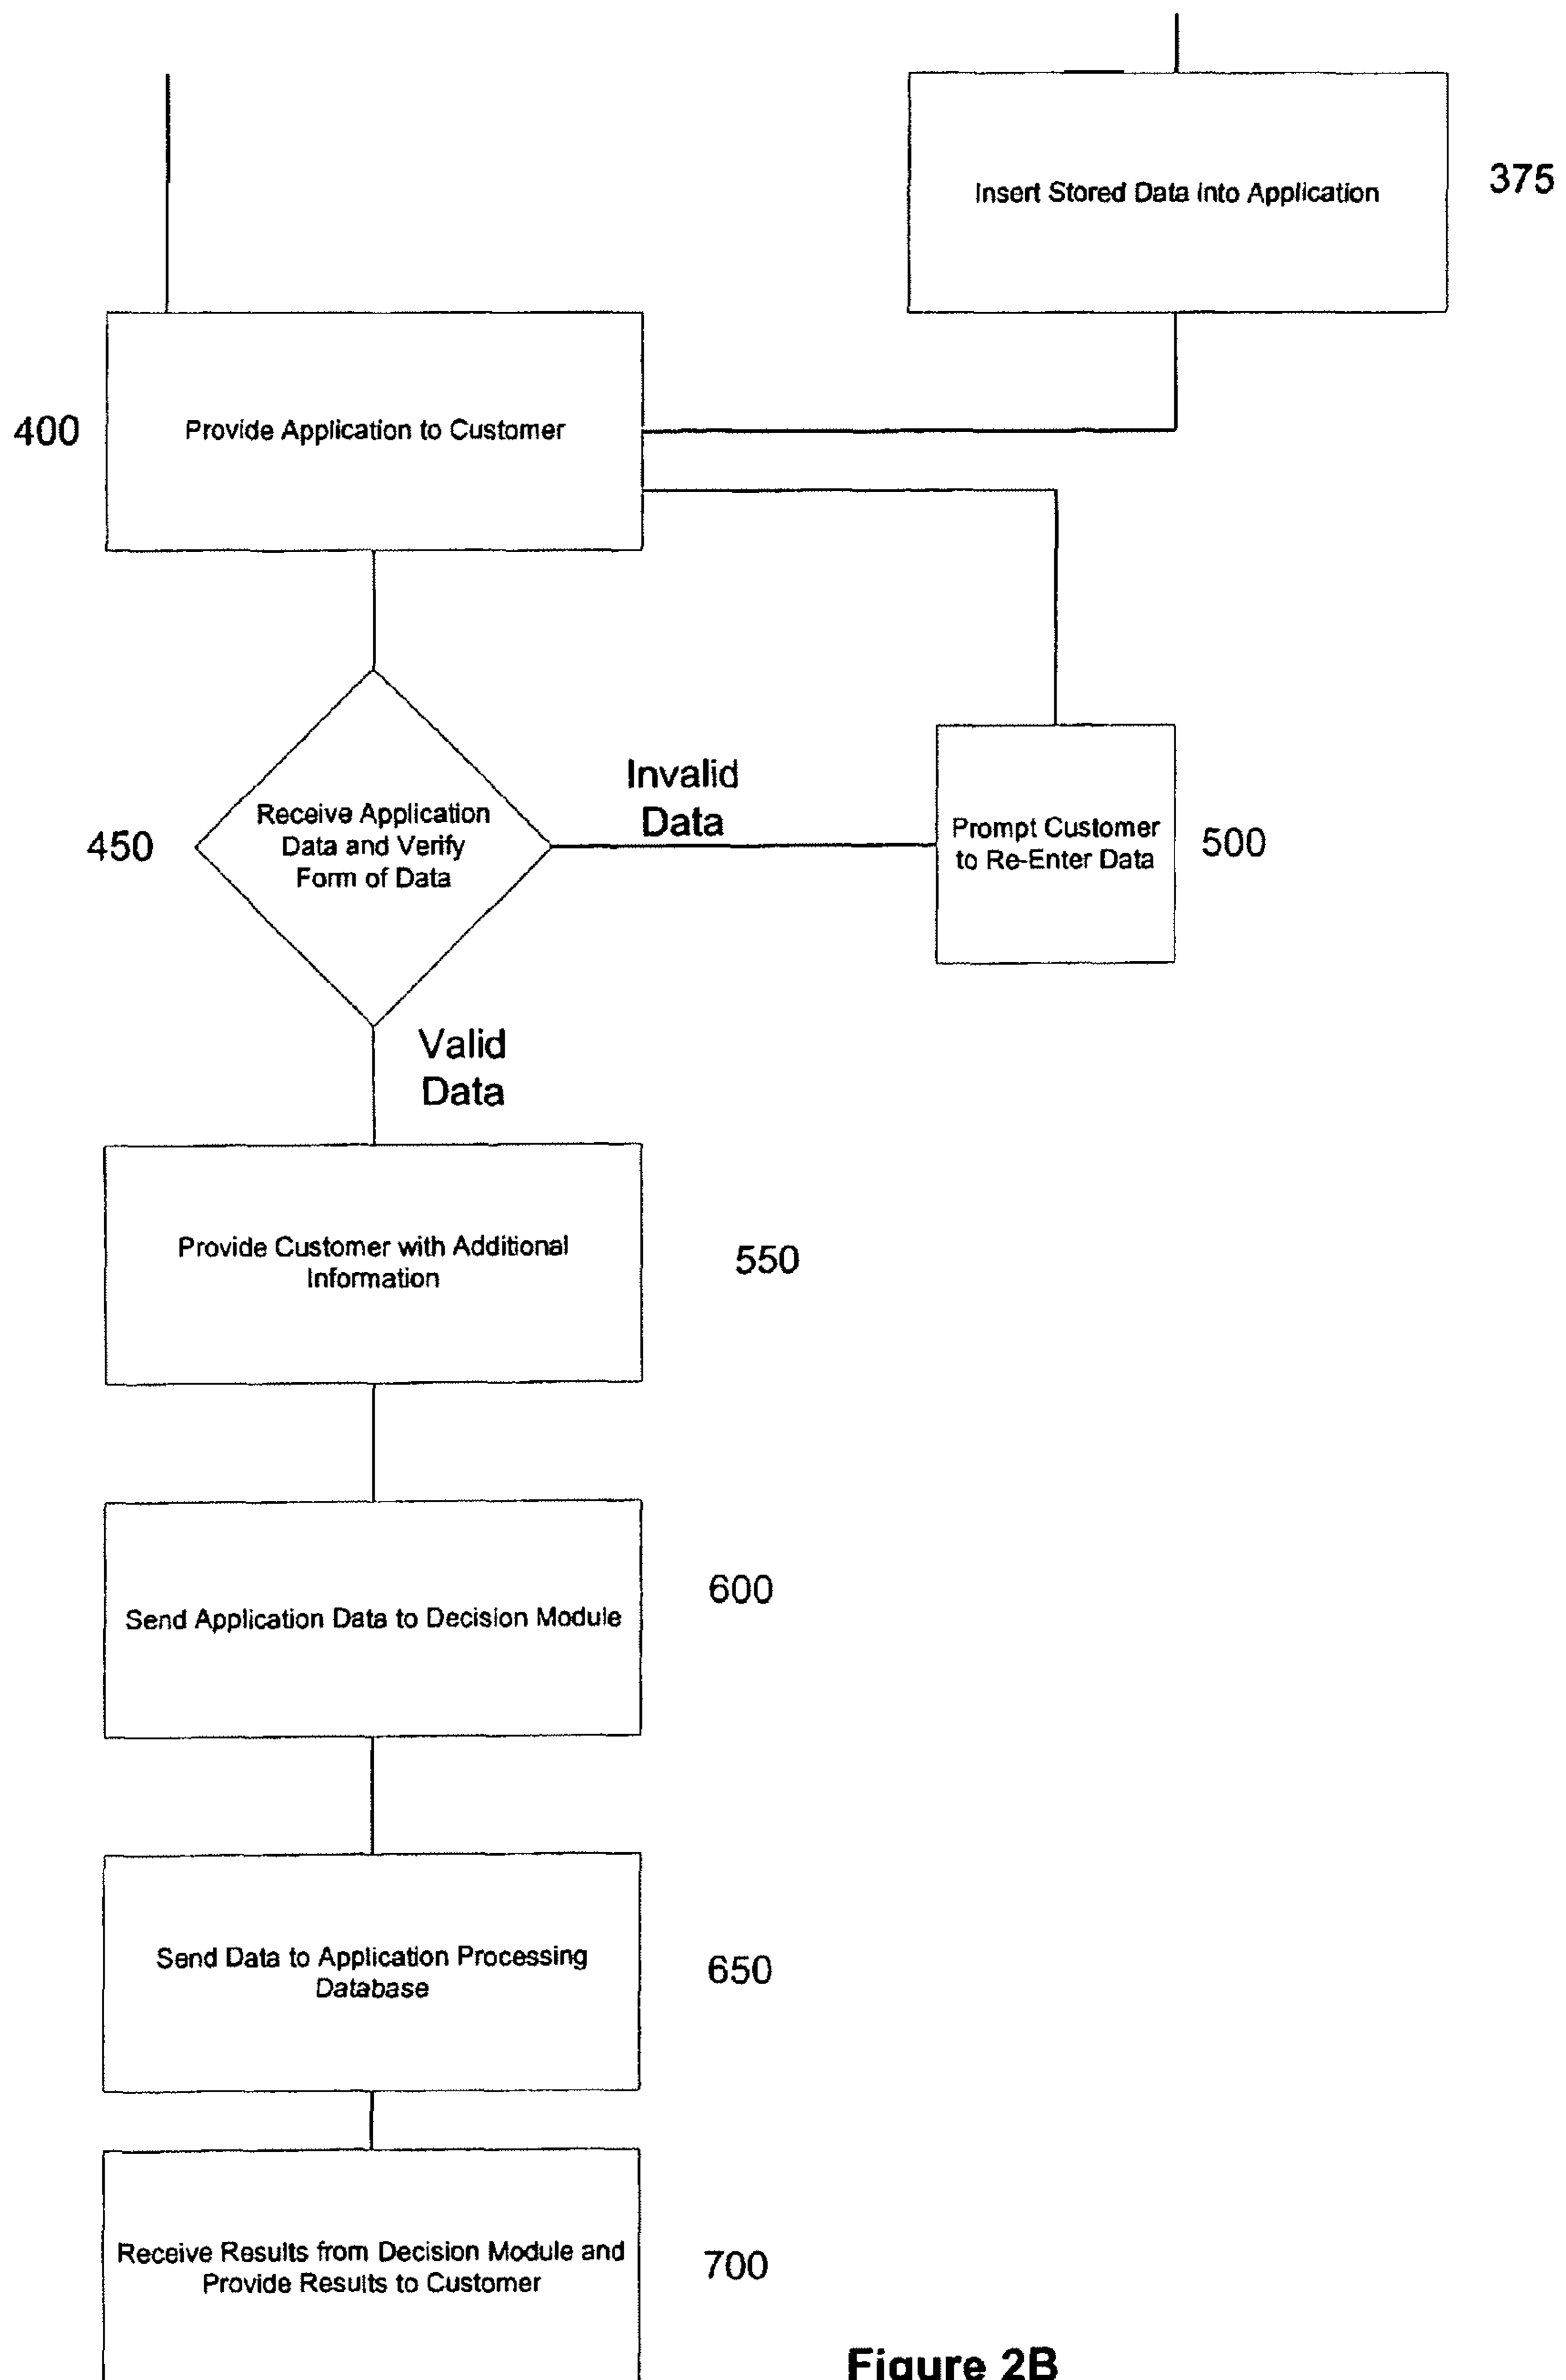 Insert Stored Data into Application
375
400
Provide Application to Customer
450
Receive Application
Data and Verify
Form of Data
Invalid
Data
Prompt Customer
to Re-Enter Data
500
Valid
Data
Provide Customer with Additional
Information
550
Send Application Data to Decision Module
600
Send Data to Application Processing
Database
650
Receive Results from Decision Module and
Provide Results to Customer
700
Figure 2B